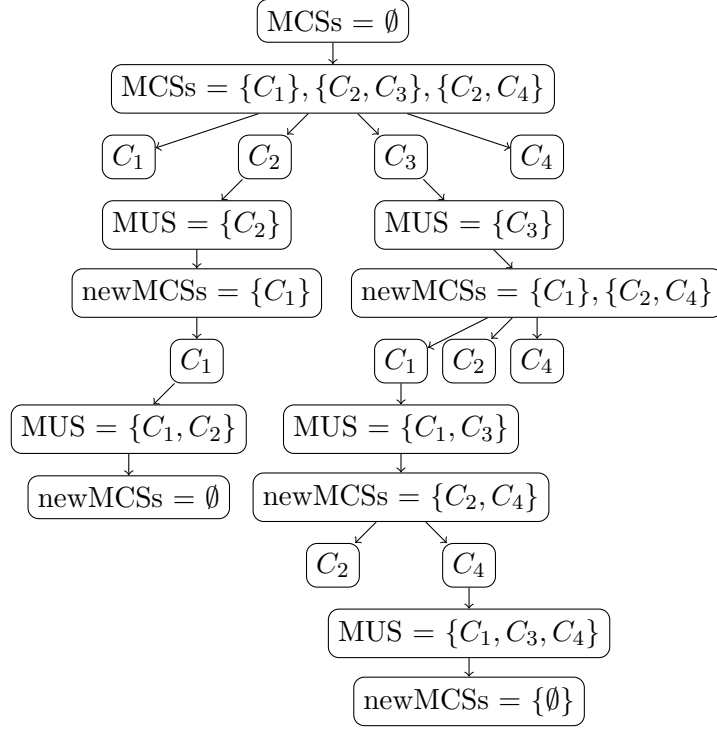 MCSs = ∅
MCSs = {C₁}, {C₂, C₃}, {C₂, C₄}
C₁ C₂ C₃ C₄
MUS = {C₂} MUS = {C₃}
newMCSs = {C₁} newMCSs = {C₁}, {C₂, C₄}
C₁ C₁ C₂ C₄
MUS = {C₁, C₂} MUS = {C₁, C₃}
newMCSs = ∅ newMCSs = {C₂, C₄}
C₂ C₄
MUS = {C₁, C₃, C₄}
newMCSs = {∅}